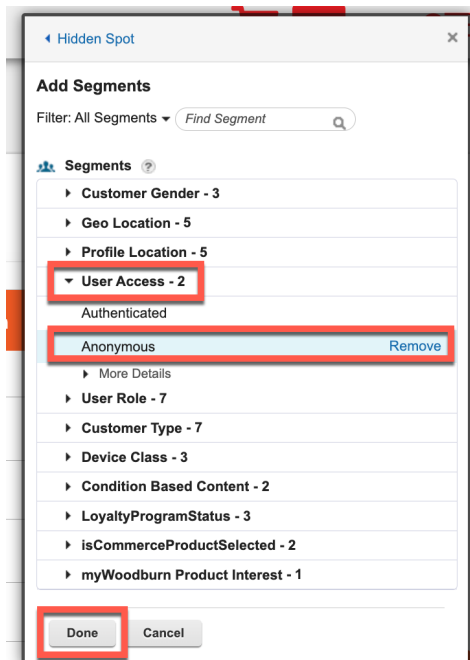 Hidden Spot
Add Segments
Filter: All Segments Find Segment
Segments ?
Customer Gender - 3
Geo Location - 5
Profile Location - 5
User Access - 2
Authenticated
Anonymous Remove
More Details
User Role - 7
Customer Type - 7
Device Class - 3
Condition Based Content - 2
LoyaltyProgramStatus - 3
isCommerceProductSelected - 2
myWoodburn Product Interest - 1
Done Cancel